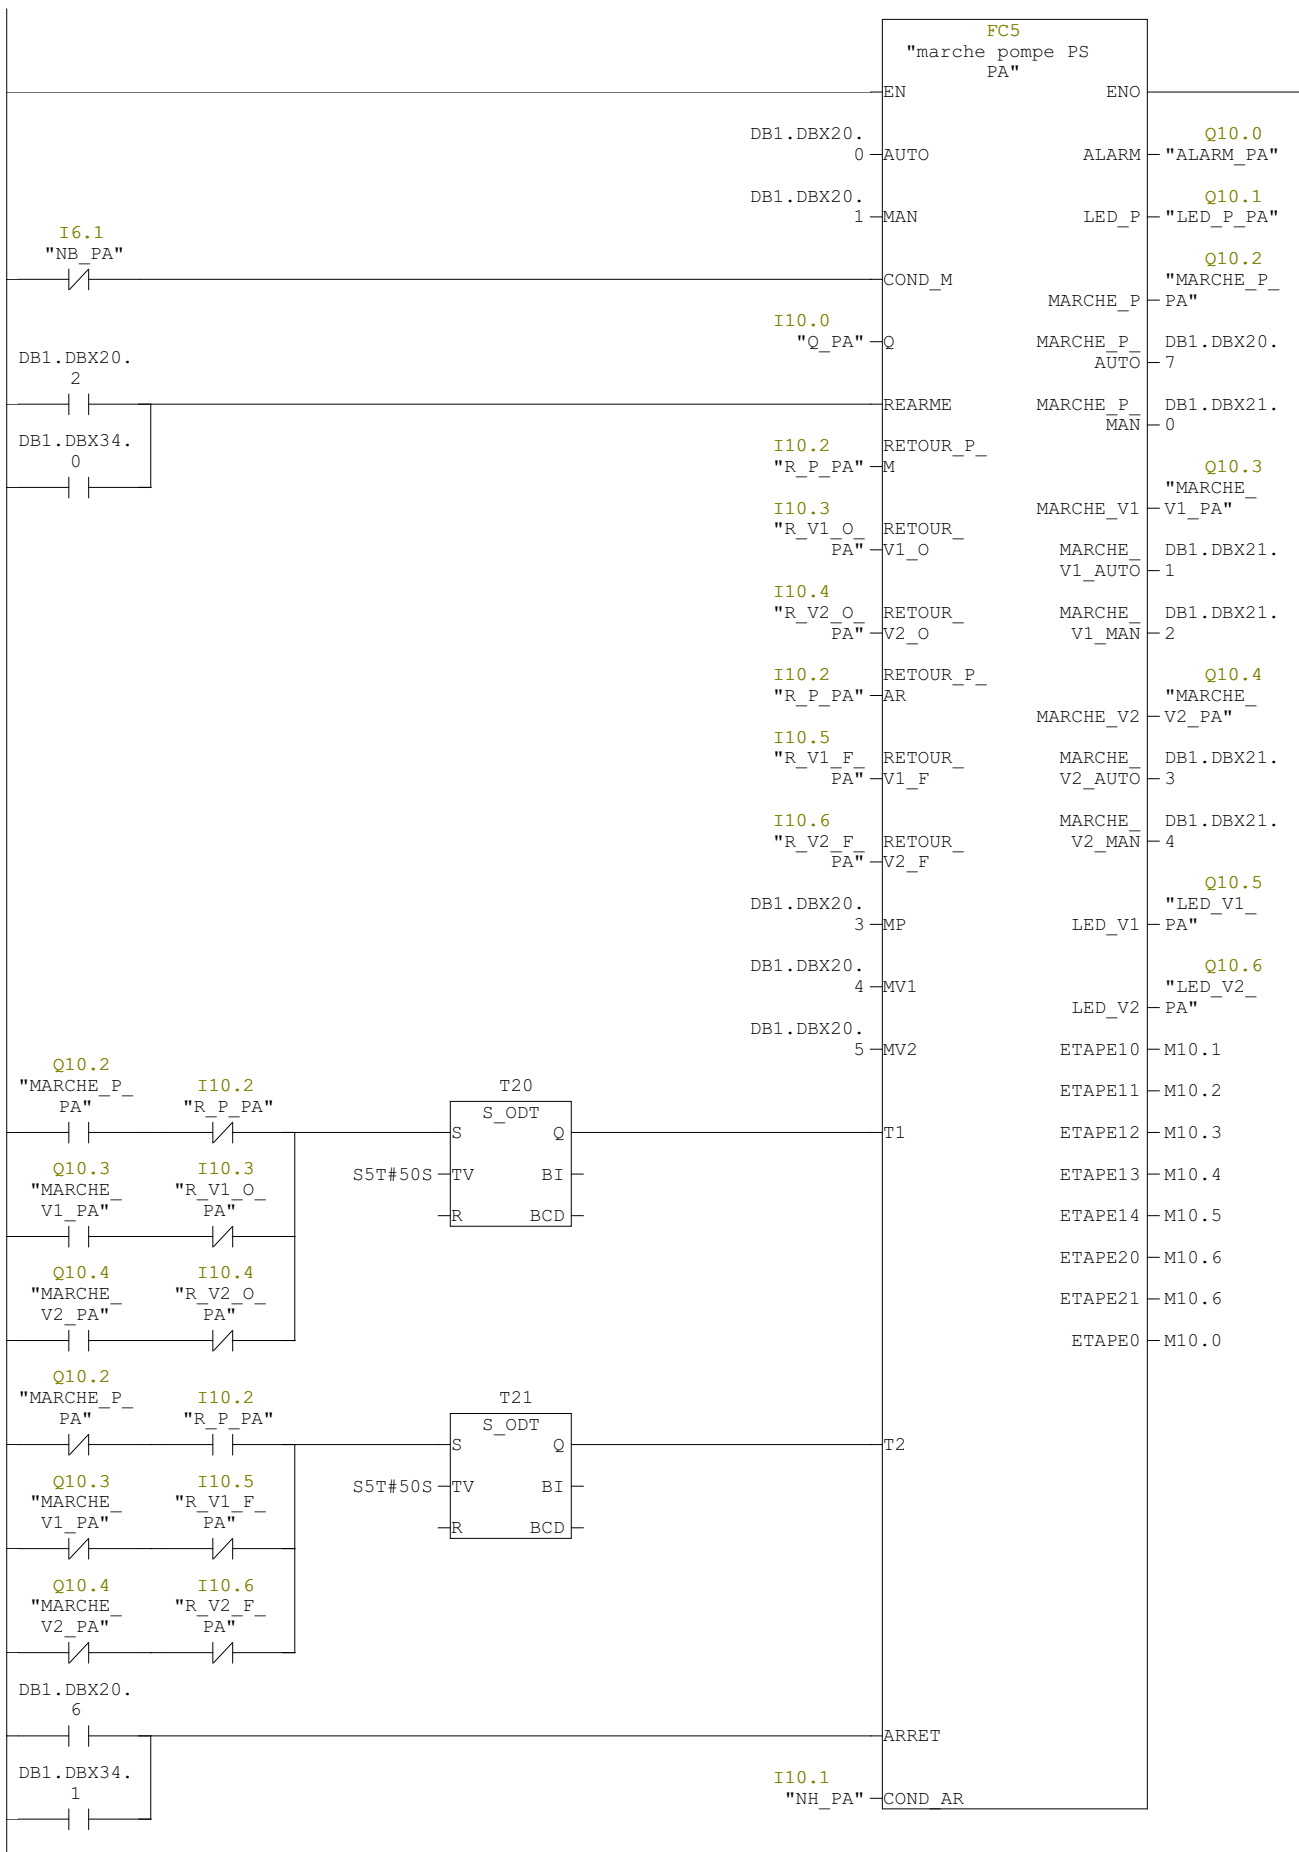 FC5
"marche pompe PS
PA"
EN ENO
DB1.DBX20.
0 AUTO
ALARM
Q10.0
"ALARM_PA"
DB1.DBX20.
1 MAN
LED_P
Q10.1
"LED_P_PA"
I6.1
"NB_PA"
COND_M
MARCHE_P
Q10.2
"MARCHE_P_
PA"
I10.0
"Q_PA" Q
MARCHE_P_
AUTO
DB1.DBX20.
7
DB1.DBX20.
2
REARME
MARCHE_P_
MAN
DB1.DBX21.
0
DB1.DBX34.
0
I10.2
"R_P_PA"
RETOUR_P_
M
MARCHE_V1
Q10.3
"MARCHE_
V1_PA"
I10.3
"R_V1_O_
PA"
RETOUR_
V1_O
MARCHE_
V1_AUTO
DB1.DBX21.
1
I10.4
"R_V2_O_
PA"
RETOUR_
V2_O
MARCHE_
V1_MAN
DB1.DBX21.
2
I10.2
"R_P_PA"
RETOUR_P_
AR
MARCHE_V2
Q10.4
"MARCHE_
V2_PA"
I10.5
"R_V1_F_
PA"
RETOUR_
V1_F
MARCHE_
V2_AUTO
DB1.DBX21.
3
I10.6
"R_V2_F_
PA"
RETOUR_
V2_F
MARCHE_
V2_MAN
DB1.DBX21.
4
DB1.DBX20.
3 MP
LED_V1
Q10.5
"LED_V1_
PA"
DB1.DBX20.
4 MV1
LED_V2
Q10.6
"LED_V2_
PA"
DB1.DBX20.
5 MV2
ETAPE10 M10.1
ETAPE11 M10.2
ETAPE12 M10.3
ETAPE13 M10.4
ETAPE14 M10.5
ETAPE20 M10.6
ETAPE21 M10.6
ETAPE0 M10.0
Q10.2
"MARCHE_P_
PA"
I10.2
"R_P_PA"
T20
S_ODT
S Q
T1
Q10.3
"MARCHE_
V1_PA"
I10.3
"R_V1_O_
PA"
S5T#50S TV BI
R BCD
Q10.4
"MARCHE_
V2_PA"
I10.4
"R_V2_O_
PA"
Q10.2
"MARCHE_P_
PA"
I10.2
"R_P_PA"
T21
S_ODT
S Q
T2
Q10.3
"MARCHE_
V1_PA"
I10.5
"R_V1_F_
PA"
S5T#50S TV BI
R BCD
Q10.4
"MARCHE_
V2_PA"
I10.6
"R_V2_F_
PA"
DB1.DBX20.
6
ARRET
DB1.DBX34.
1
I10.1
"NH_PA" COND_AR